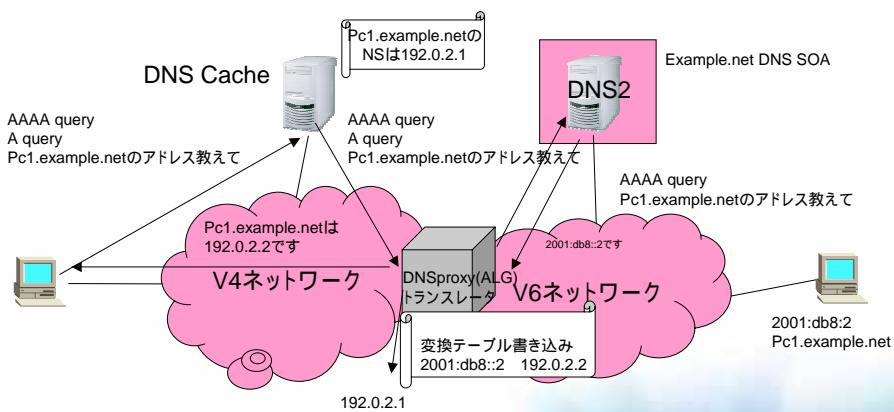 Pc1.example.netの
NSは192.0.2.1
DNS Cache
DNS2
Example.net DNS SOA
AAAA query
A query
Pc1.example.netのアドレス教えて
AAAA query
A query
Pc1.example.netのアドレス教えて
AAAA query
Pc1.example.netのアドレス教えて
Pc1.example.netは
192.0.2.2です
2001:db8::2です
V4ネットワーク
DNSproxy(ALG)
トランスレータ
V6ネットワーク
変換テーブル書き込み
2001:db8::2 192.0.2.2
2001:db8:2
Pc1.example.net
192.0.2.1